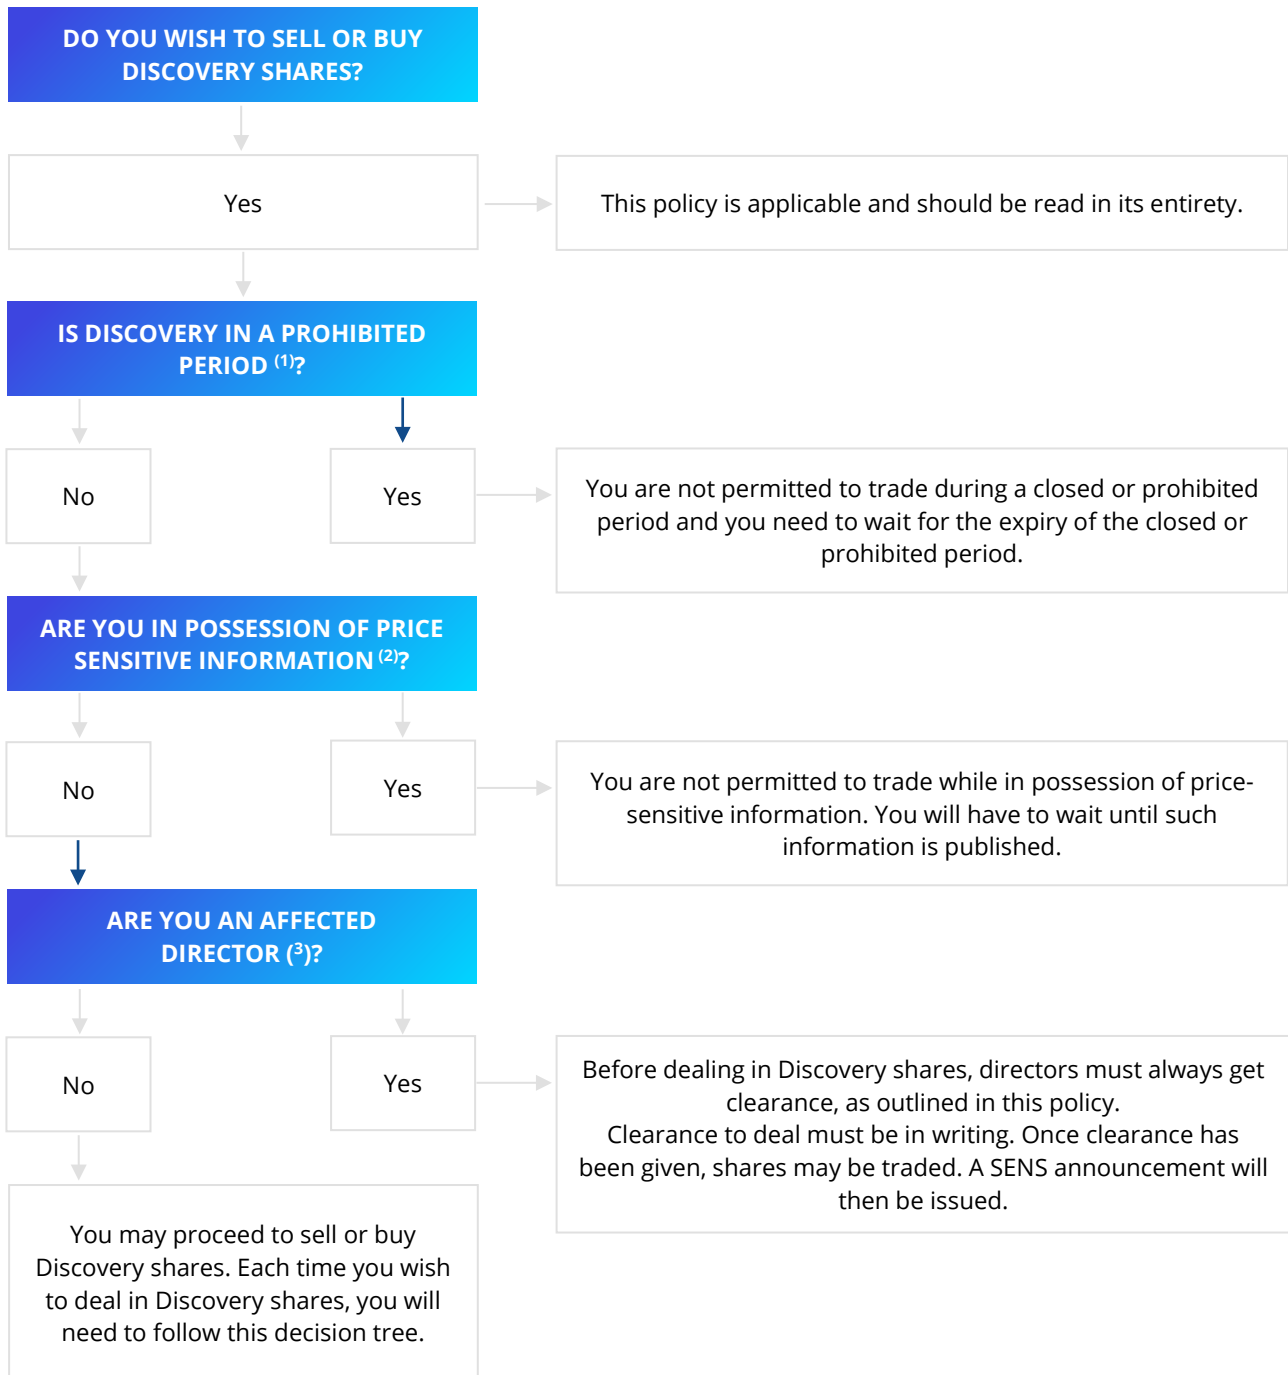 DO YOU WISH TO SELL OR BUY
DISCOVERY SHARES?
Yes
This policy is applicable and should be read in its entirety.
IS DISCOVERY IN A PROHIBITED
PERIOD (1)?
No
Yes
You are not permitted to trade during a closed or prohibited
period and you need to wait for the expiry of the closed or
prohibited period.
ARE YOU IN POSSESSION OF PRICE
SENSITIVE INFORMATION (2)?
No
Yes
You are not permitted to trade while in possession of price-
sensitive information. You will have to wait until such
information is published.
ARE YOU AN AFFECTED
DIRECTOR (3)?
No
Yes
Before dealing in Discovery shares, directors must always get
clearance, as outlined in this policy.
Clearance to deal must be in writing. Once clearance has
been given, shares may be traded. A SENS announcement will
then be issued.
You may proceed to sell or buy
Discovery shares. Each time you wish
to deal in Discovery shares, you will
need to follow this decision tree.